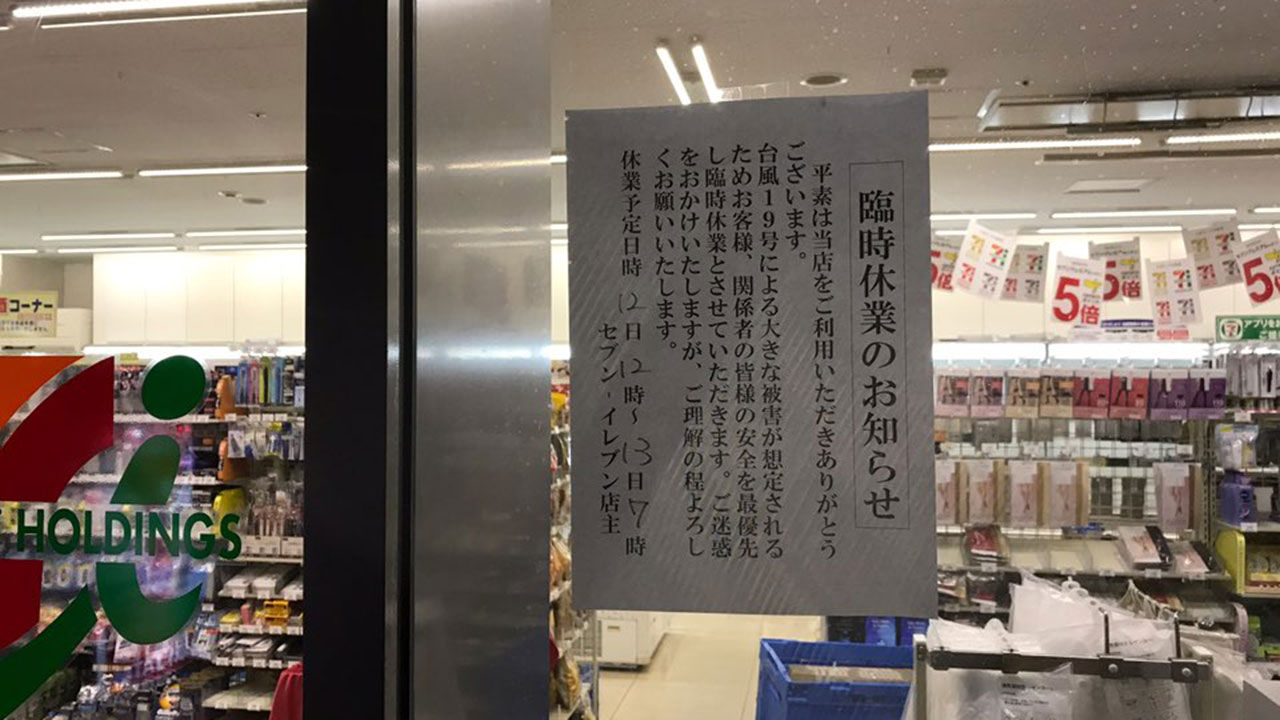 臨時休業のお知らせ
平素は当店をご利用いただきありがとう
ございます。
台風19号による大きな被害が想定される
ためお客様、関係者の皆様の安全を最優先
し臨時休業とさせていただきます。ご迷惑
をおかけいたしますが、ご理解の程よろし
くお願いいたします。
休業予定日時 12日12時～13日7時
セブン-イレブン店主
HOLDINGS
コーナー
5倍
5倍
5
アプリを